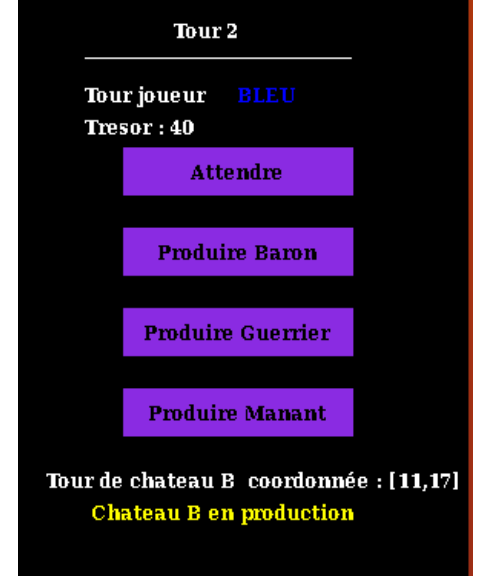 Tour 2
Tour joueur BLEU
Tresor : 40
Attendre
Produire Baron
Produire Guerrier
Produire Manant
Tour de chateau B coordonnée : [11,17]
Chateau B en production